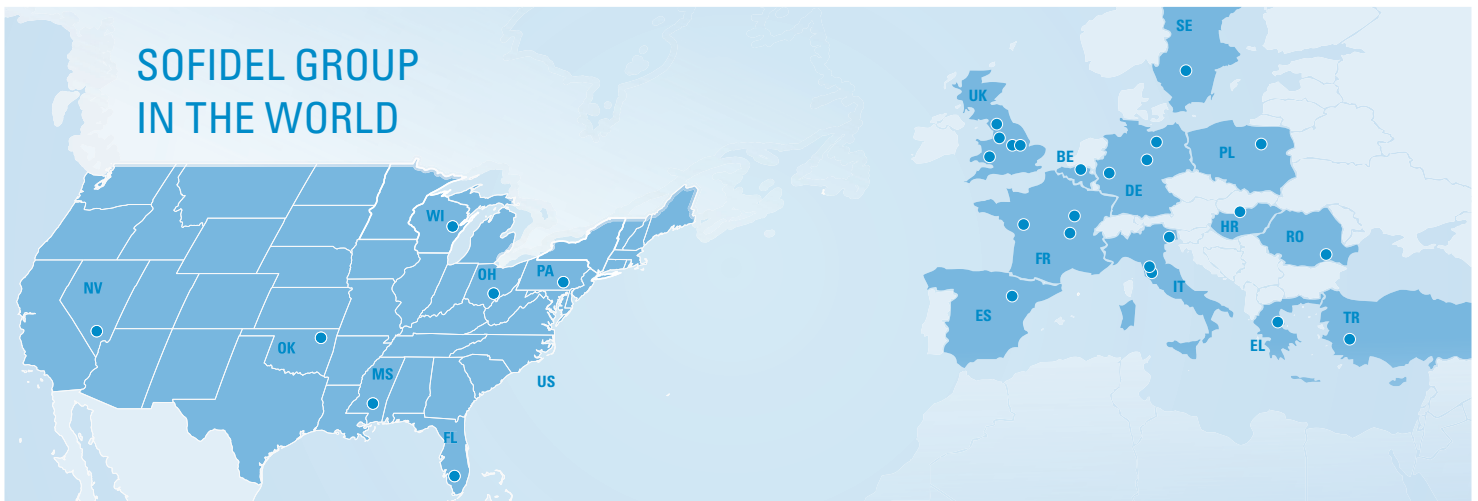 SOFIDEL GROUP
IN THE WORLD
SE
UK
BE
PL
DE
WI
HR
RO
FR
OH
PA
NV
IT
ES
TR
EL
OK
MS
US
FL